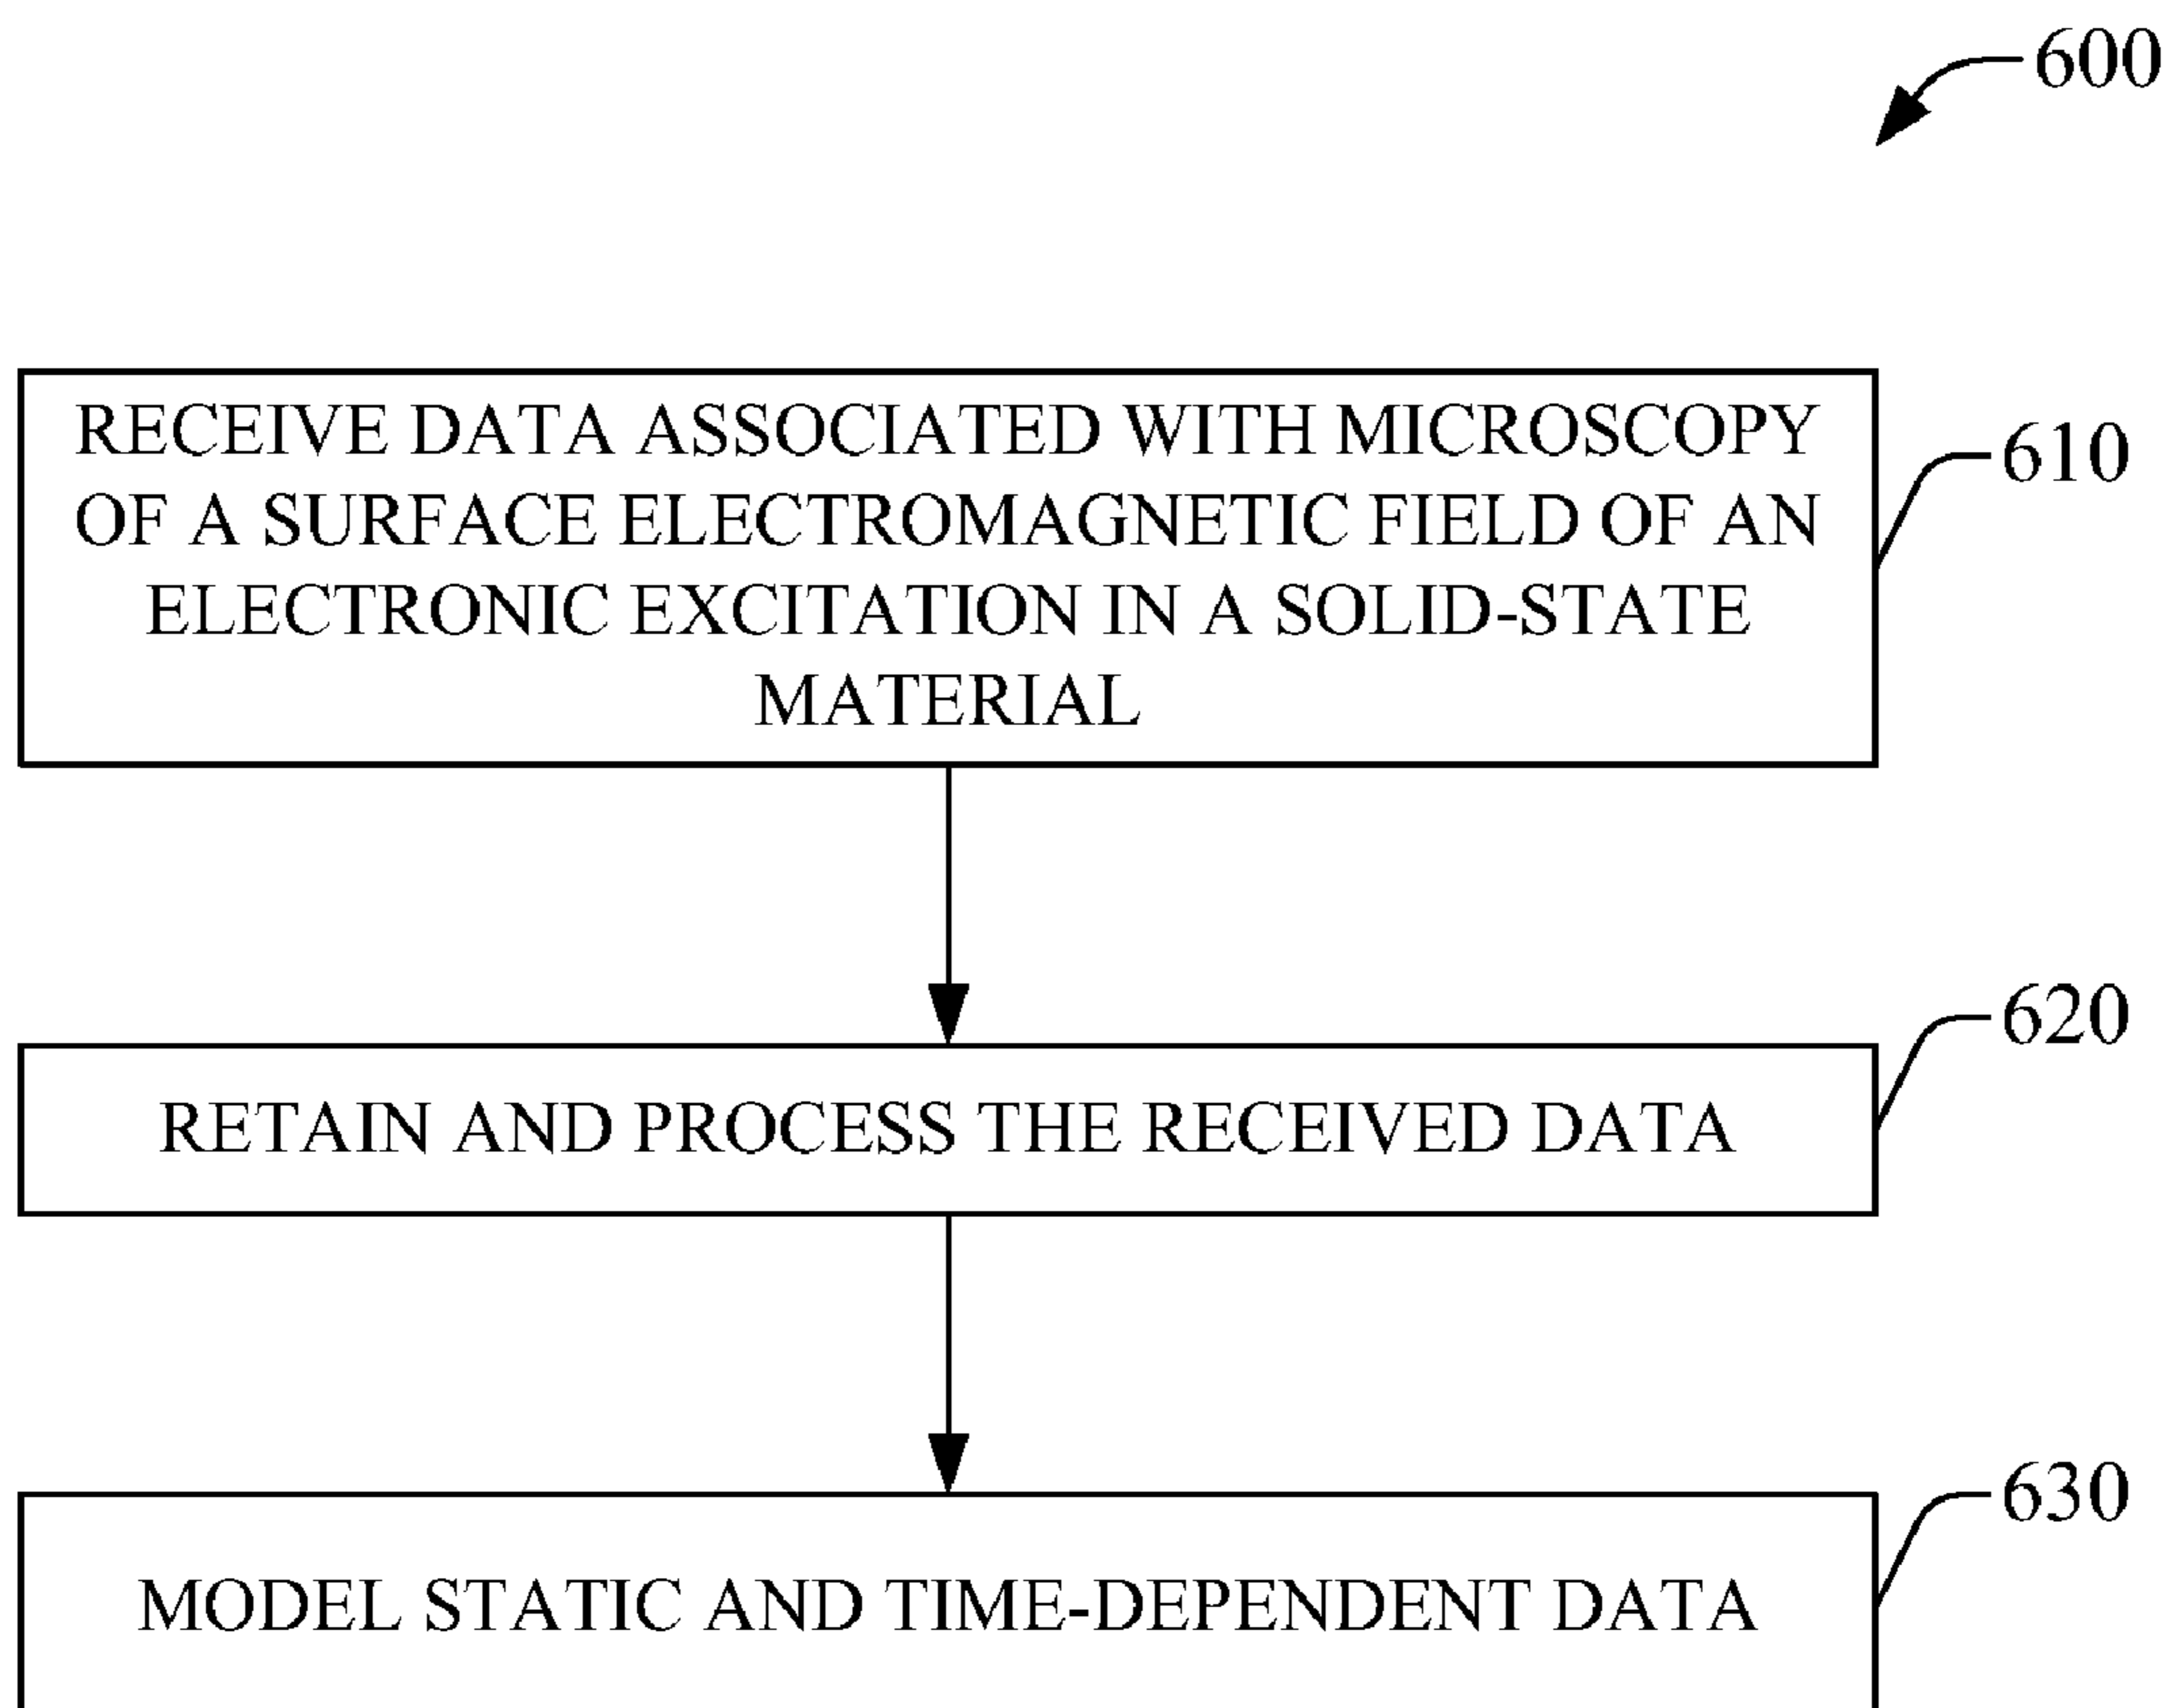 600
RECEIVE DATA ASSOCIATED WITH MICROSCOPY
OF A SURFACE ELECTROMAGNETIC FIELD OF AN
ELECTRONIC EXCITATION IN A SOLID-STATE
MATERIAL
610
RETAIN AND PROCESS THE RECEIVED DATA
620
MODEL STATIC AND TIME-DEPENDENT DATA
630